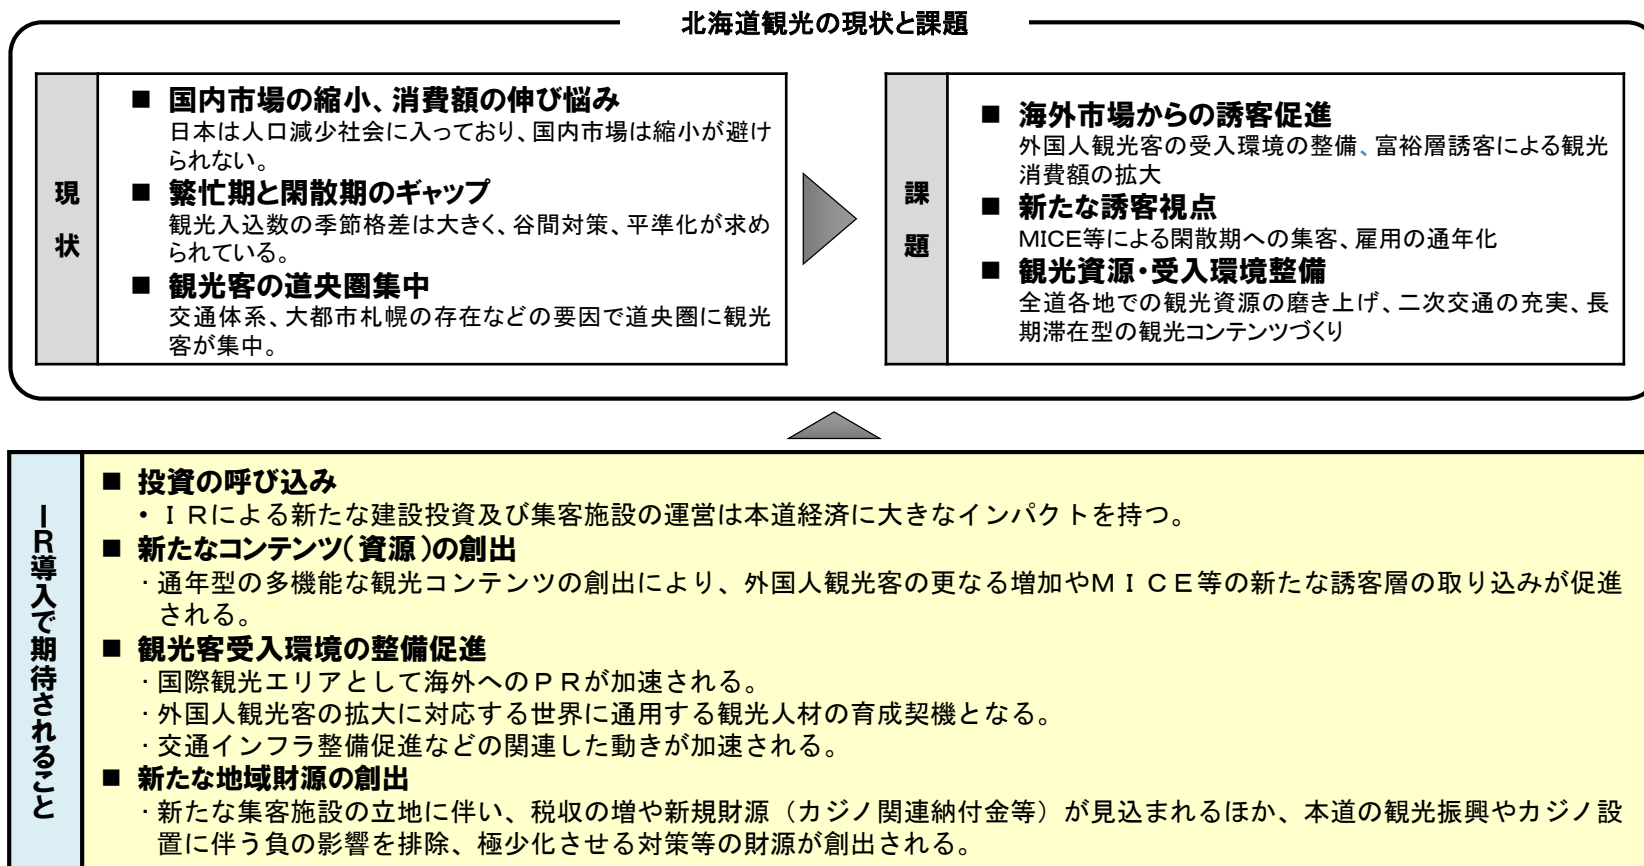 北海道観光の現状と課題
現状
■ 国内市場の縮小、消費額の伸び悩み
日本は人口減少社会に入っており、国内市場は縮小が避け
られない。
■ 繁忙期と閑散期のギャップ
観光入込数の季節格差は大きく、谷間対策、平準化が求め
られている。
■ 観光客の道央圏集中
交通体系、大都市札幌の存在などの要因で道央圏に観光
客が集中。
課題
■ 海外市場からの誘客促進
外国人観光客の受入環境の整備、富裕層誘客による観光
消費額の拡大
■ 新たな誘客視点
MICE等による閑散期への集客、雇用の通年化
■ 観光資源・受入環境整備
全道各地での観光資源の磨き上げ、二次交通の充実、長
期滞在型の観光コンテンツづくり
IR導入で期待されること
■ 投資の呼び込み
・ＩＲによる新たな建設投資及び集客施設の運営は本道経済に大きなインパクトを持つ。
■ 新たなコンテンツ(資源)の創出
・通年型の多機能な観光コンテンツの創出により、外国人観光客の更なる増加やＭＩＣＥ等の新たな誘客層の取り込みが促進
される。
■ 観光客受入環境の整備促進
・国際観光エリアとして海外へのＰＲが加速される。
・外国人観光客の拡大に対応する世界に通用する観光人材の育成契機となる。
・交通インフラ整備促進などの関連した動きが加速される。
■ 新たな地域財源の創出
・新たな集客施設の立地に伴い、税収の増や新規財源（カジノ関連納付金等）が見込まれるほか、本道の観光振興やカジノ設
置に伴う負の影響を排除、極少化させる対策等の財源が創出される。